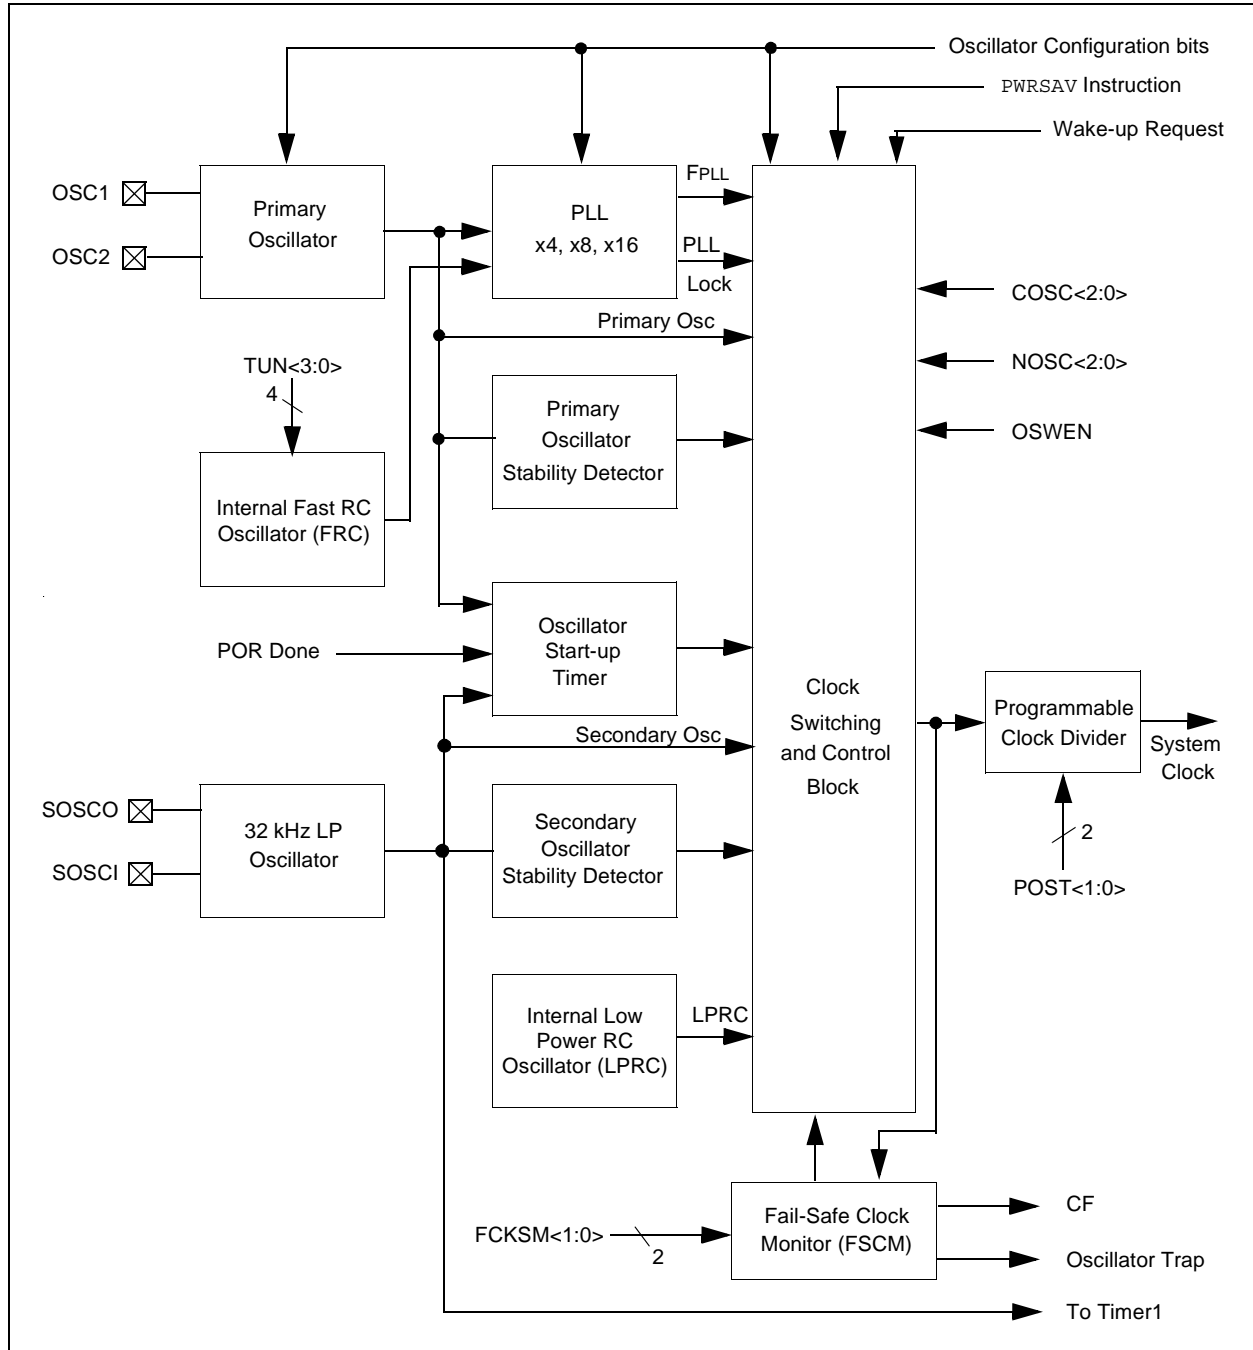 Oscillator Configuration bits
PWRSAV Instruction
Wake-up Request
OSC1
OSC2
Primary
Oscillator
PLL
x4, x8, x16
FPLL
PLL
Lock
COSC<2:0>
Primary Osc
NOSC<2:0>
TUN<3:0>
4
Primary
Oscillator
Stability Detector
OSWEN
Internal Fast RC
Oscillator (FRC)
Oscillator
Start-up
Timer
POR Done
Clock
Switching
and Control
Block
Programmable
Clock Divider
System
Clock
Secondary Osc
SOSCO
SOSCI
32 kHz LP
Oscillator
Secondary
Oscillator
Stability Detector
2
POST<1:0>
Internal Low
Power RC
Oscillator (LPRC)
LPRC
FCKSM<1:0>
2
Fail-Safe Clock
Monitor (FSCM)
CF
Oscillator Trap
To Timer1